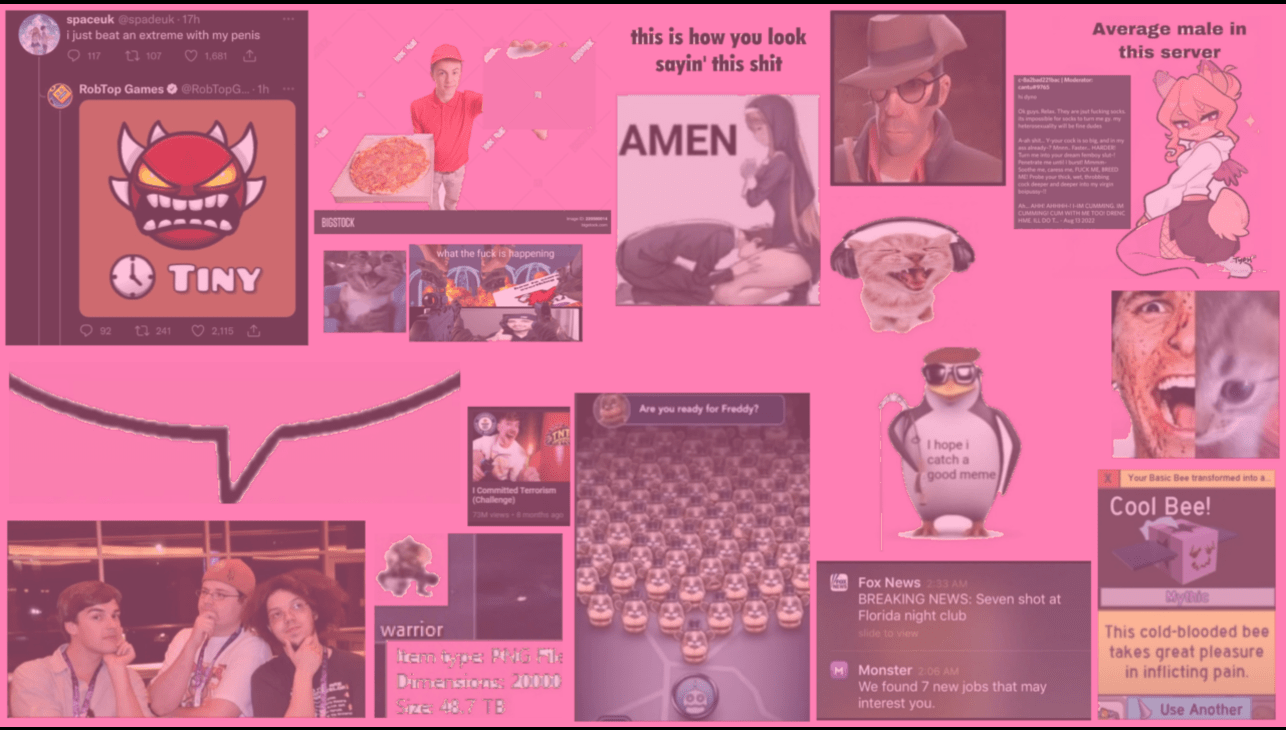 spaceuk @spadeuk · 17h
i just beat an extreme with my penis
117 107 1,681
RobTop Games @RobTopG... · 1h
TINY
92 241 2,115
BIGSTOCK
what the fuck is happening
this is how you look
sayin' this shit
AMEN
Average male in
this server
Are you ready for Freddy?
I Committed Terrorism
(Challenge)
73M views • 8 months ago
I hope i
catch a
good meme
warrior
Item type: PNG File
Dimensions: 20000
Size: 48.7 TB
Fox News 2:33 AM
BREAKING NEWS: Seven shot at
Florida night club
slide to view
Monster 2:06 AM
We found 7 new jobs that may
interest you.
X Your Basic Bee transformed into a...
Cool Bee!
Mythic
This cold-blooded bee
takes great pleasure
in inflicting pain.
Use Another